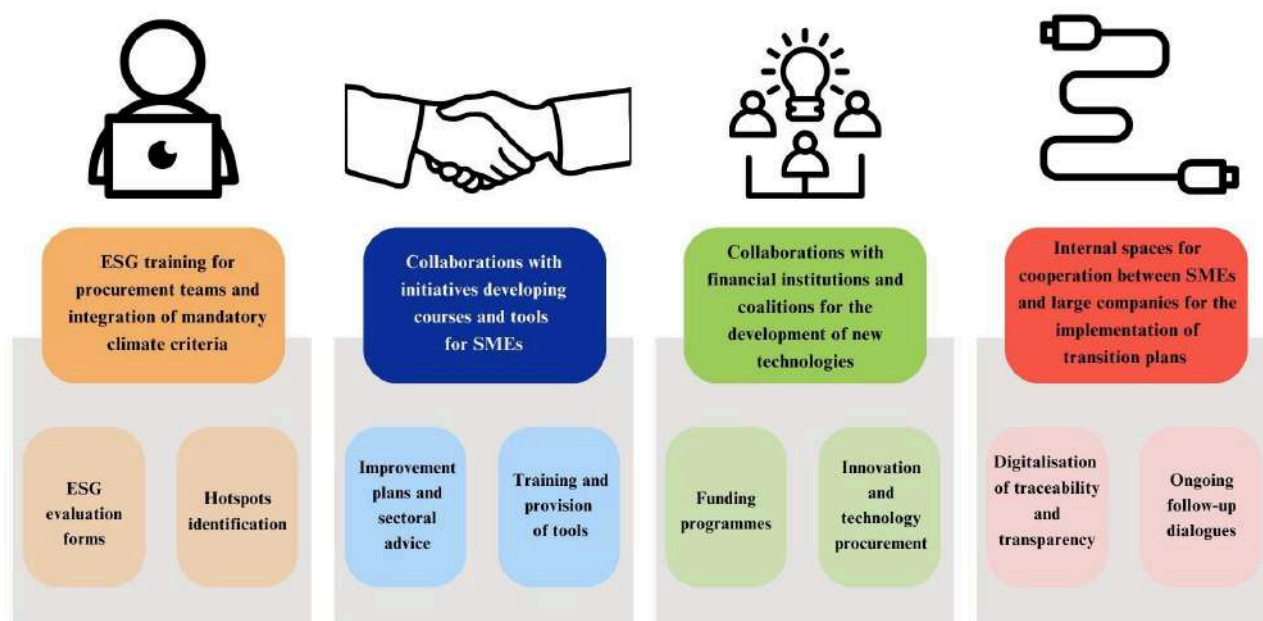 ESG training for
procurement teams and
integration of mandatory
climate criteria
Collaborations with
initiatives developing
courses and tools
for SMEs
Collaborations with
financial institutions and
coalitions for the
development of new
technologies
Internal spaces for
cooperation between SMEs
and large companies for the
implementation of
transition plans
ESG
evaluation
forms
Hotspots
identification
Improvement
plans and
sectoral
advice
Training and
provision
of tools
Funding
programmes
Innovation
and
technology
procurement
Digitalisation
of traceability
and
transparency
Ongoing
follow-up
dialogues